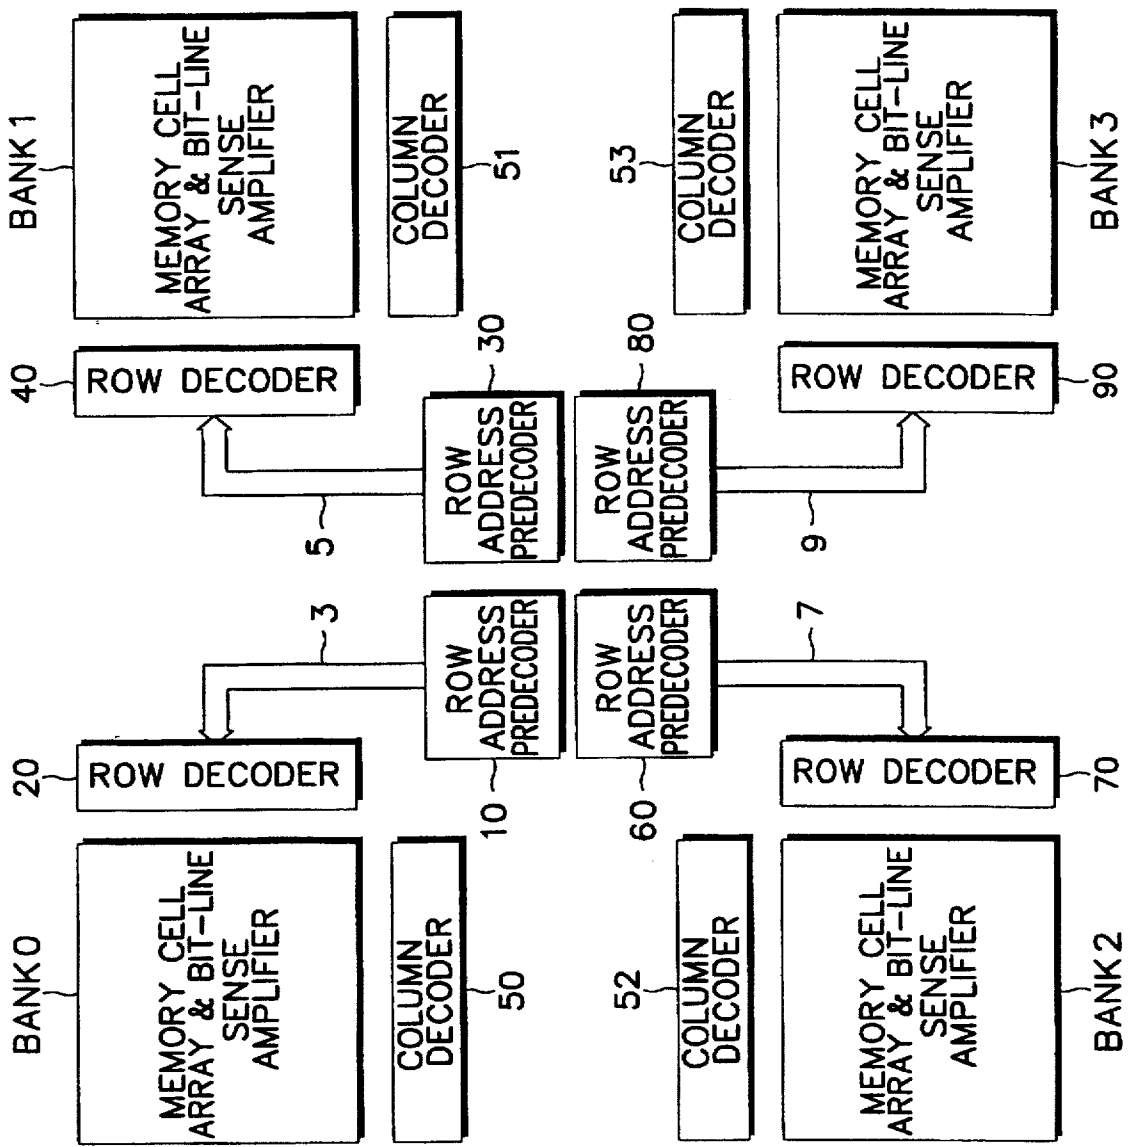 BANK0
20
40
BANK1
MEMORY CELL
ARRAY & BIT-LINE
SENSE
AMPLIFIER
ROW DECODER
ROW DECODER
MEMORY CELL
ARRAY & BIT-LINE
SENSE
AMPLIFIER
3
5
COLUMN
DECODER
50
ROW
ADDRESS
PREDECODER
10
ROW
ADDRESS
PREDECODER
30
COLUMN
DECODER
51
52
COLUMN
DECODER
60
ROW
ADDRESS
PREDECODER
80
ROW
ADDRESS
PREDECODER
53
COLUMN
DECODER
7
9
MEMORY CELL
ARRAY & BIT-LINE
SENSE
AMPLIFIER
ROW DECODER
ROW DECODER
MEMORY CELL
ARRAY & BIT-LINE
SENSE
AMPLIFIER
BANK2
70
90
BANK3